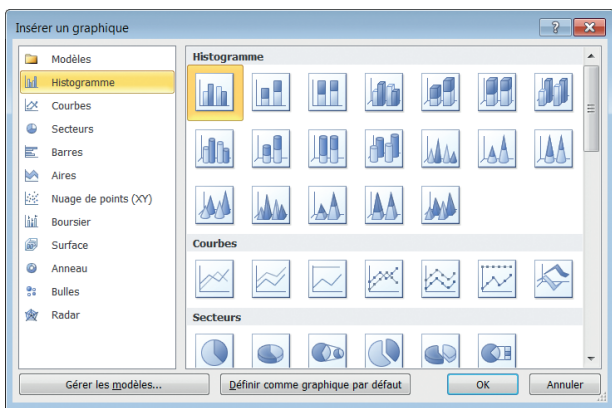 Insérer un graphique
Modèles
Histogramme
Courbes
Secteurs
Barres
Aires
Nuage de points (XY)
Boursier
Surface
Anneau
Bulles
Radar
Histogramme
Courbes
Secteurs
Gérer les modèles...
Définir comme graphique par défaut
OK
Annuler